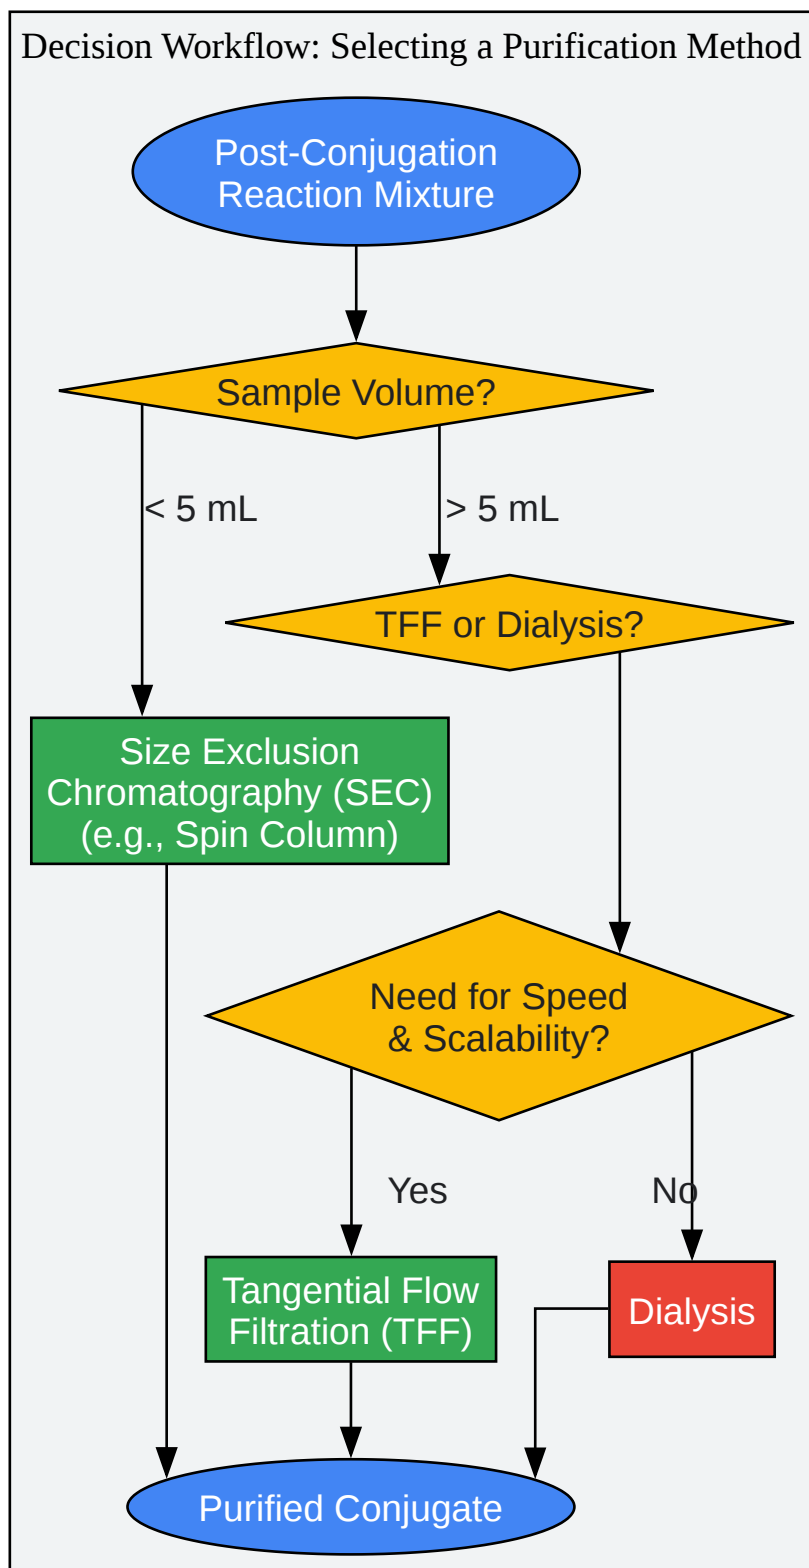 Decision Workflow: Selecting a Purification Method
Post-Conjugation
Reaction Mixture
Sample Volume?
< 5 mL
> 5 mL
TFF or Dialysis?
Size Exclusion
Chromatography (SEC)
(e.g., Spin Column)
Need for Speed
& Scalability?
Yes
No
Tangential Flow
Filtration (TFF)
Dialysis
Purified Conjugate